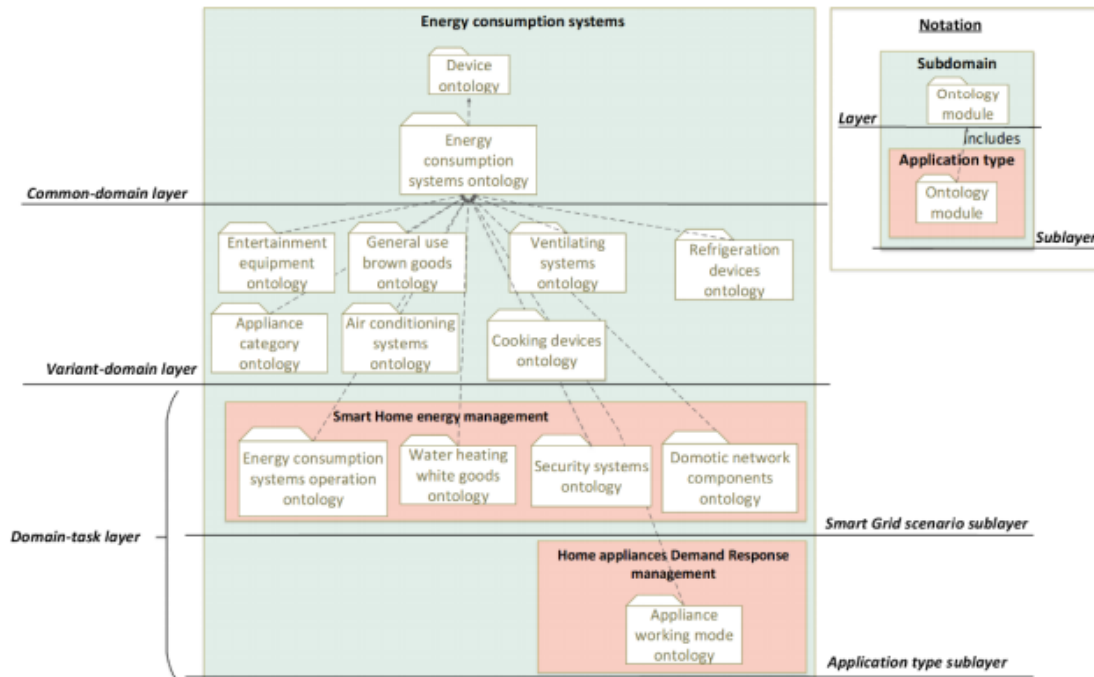 Energy consumption systems
Device
ontology
Energy
consumption
systems ontology
Common-domain layer
Entertainment
equipment
ontology
General use
brown goods
ontology
Ventilating
systems
ontology
Refrigeration
devices
ontology
Appliance
category
ontology
Air conditioning
systems
ontology
Cooking devices
ontology
Variant-domain layer
Smart Home energy management
Energy consumption
systems operation
ontology
Water heating
white goods
ontology
Security systems
ontology
Domotic network
components
ontology
Domain-task layer
Smart Grid scenario sublayer
Home appliances Demand Response
management
Appliance
working mode
ontology
Application type sublayer
Notation
Subdomain
Ontology
module
Layer
includes
Application type
Ontology
module
Sublayer